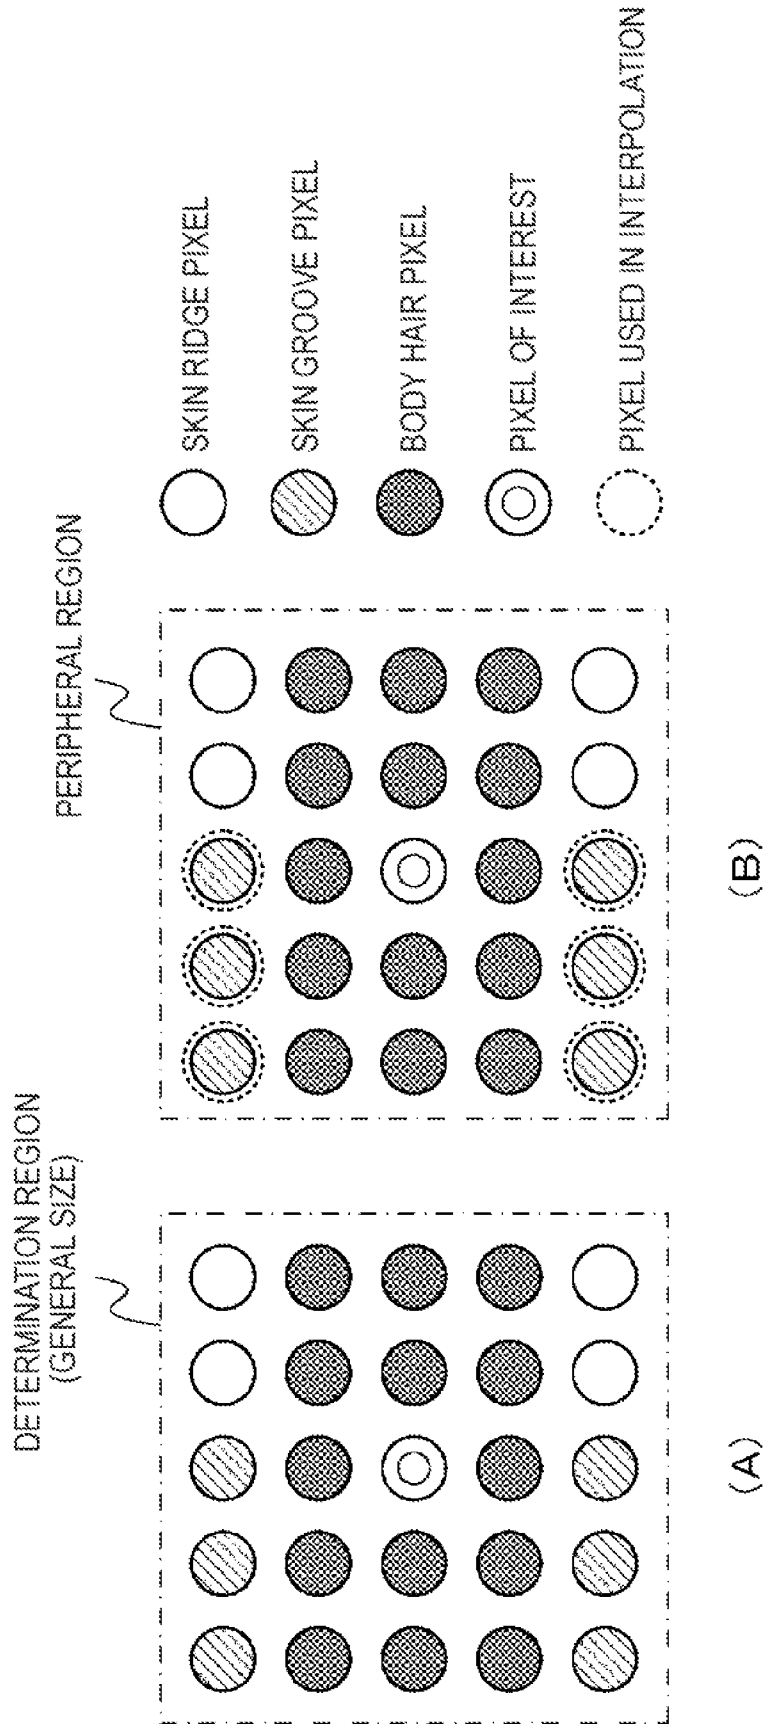 DETERMINATION REGION
(GENERAL SIZE)
PERIPHERAL REGION
SKIN RIDGE PIXEL
SKIN GROOVE PIXEL
BODY HAIR PIXEL
PIXEL OF INTEREST
PIXEL USED IN INTERPOLATION
(A)
(B)